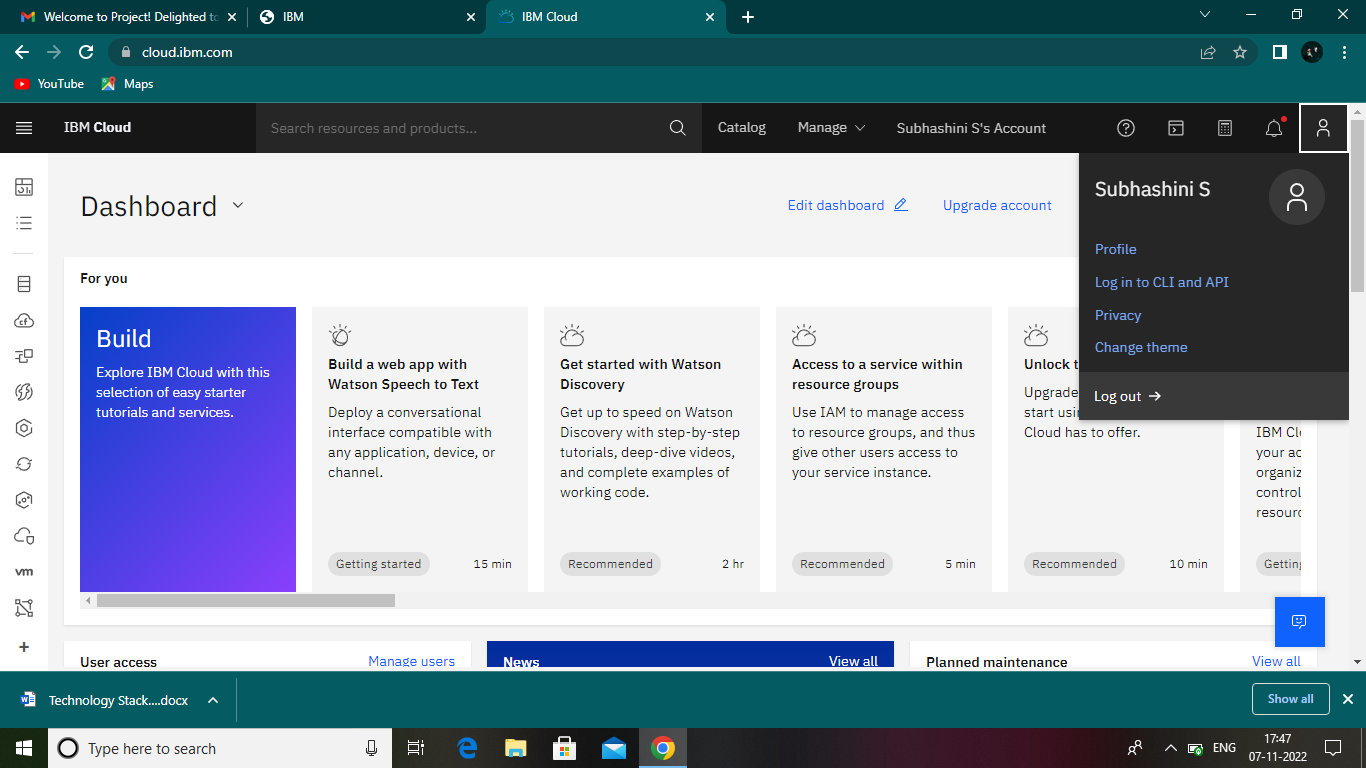 Welcome to Project! Delighted to
IBM
IBM Cloud
cloud.ibm.com
YouTube
Maps
IBM Cloud
Search resources and products...
Catalog
Manage
Subhashini S's Account
Dashboard
Edit dashboard
Upgrade account
Subhashini S
Profile
Log in to CLI and API
Privacy
Change theme
Log out
For you
Build
Explore IBM Cloud with this
selection of easy starter
tutorials and services.
Build a web app with
Watson Speech to Text
Deploy a conversational
interface compatible with
any application, device, or
channel.
Getting started
15 min
Get started with Watson
Discovery
Get up to speed on Watson
Discovery with step-by-step
tutorials, deep-dive videos,
and complete examples of
working code.
Recommended
2 hr
Access to a service within
resource groups
Use IAM to manage access
to resource groups, and thus
give other users access to
your service instance.
Recommended
5 min
Unlock t
Upgrade
start usi
Cloud has to offer.
Recommended
10 min
IBM Cl
your ac
organiz
control
resourc
Getting
User access
Manage users
News
View all
Planned maintenance
View all
Technology Stack....docx
Show all
Type here to search
vm
cf
ENG
17:47
07-11-2022